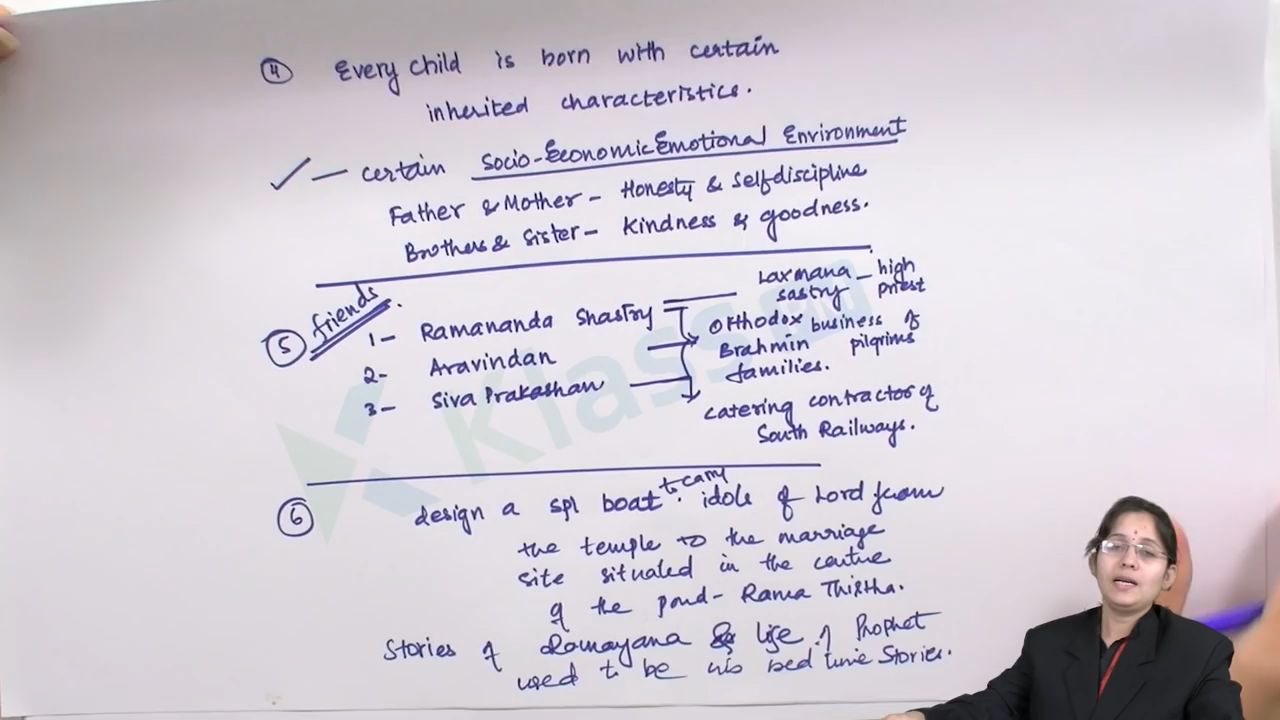 4 Every child is born with certain
inherited characteristics.
✓ — certain Socio-Economic Emotional Environment
Father & Mother - Honesty & Selfdiscipline
Brothers & Sister - Kindness & goodness.
5 friends.
1- Ramananda Shastry Laxmana sastry - high priest
2- Aravindan Orthodox Brahmin families. business of pilgrims
3- Siva Prakashan catering contractor of South Railways.
6 design a spl boat to carry idols of Lord from
the temple to the marriage
site situated in the centre
of the pond - Rama Thirtha.
Stories of Ramayana & life of Prophet
used to be his bed time Stories.
Klass